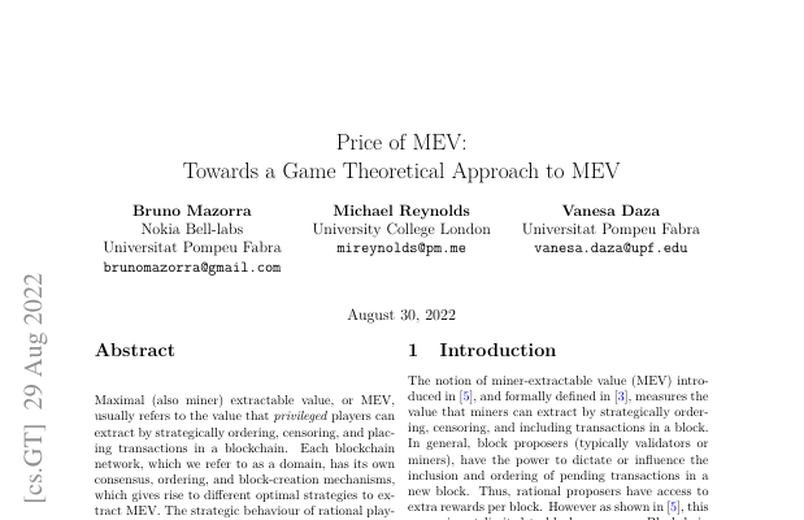 Price of MEV:
Towards a Game Theoretical Approach to MEV
Bruno Mazorra
Nokia Bell-labs
Universitat Pompeu Fabra
brunomazorra@gmail.com
Michael Reynolds
University College London
mireynolds@pm.me
Vanesa Daza
Universitat Pompeu Fabra
vanesa.daza@upf.edu
August 30, 2022
[cs.GT] 29 Aug 2022
Abstract
Maximal (also miner) extractable value, or MEV,
usually refers to the value that privileged players can
extract by strategically ordering, censoring, and plac-
ing transactions in a blockchain. Each blockchain
network, which we refer to as a domain, has its own
consensus, ordering, and block-creation mechanisms,
which gives rise to different optimal strategies to ex-
tract MEV. The strategic behaviour of rational play-
1 Introduction
The notion of miner-extractable value (MEV) intro-
duced in [5], and formally defined in [3], measures the
value that miners can extract by strategically order-
ing, censoring, and including transactions in a block.
In general, block proposers (typically validators or
miners), have the power to dictate or influence the
inclusion and ordering of pending transactions in a
new block. Thus, rational proposers have access to
extra rewards per block. However as shown in [5], this